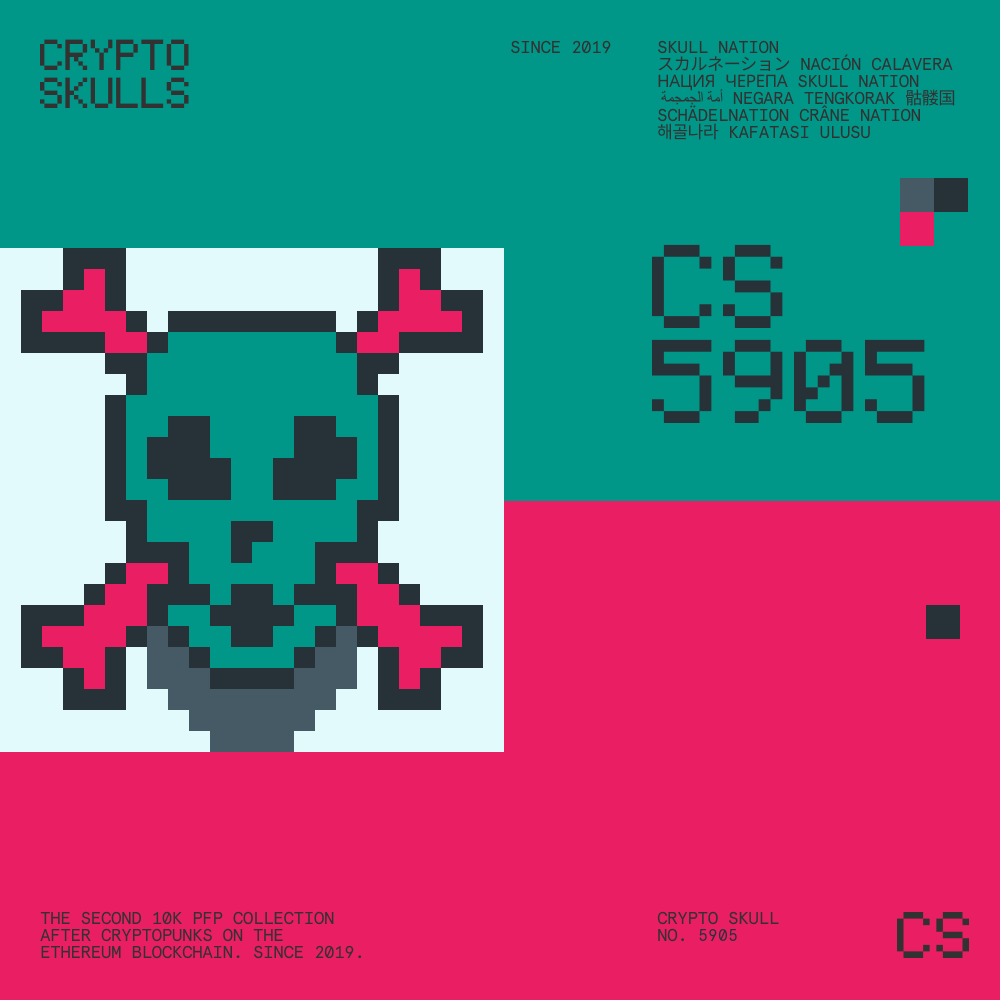 CRYPTO
SKULLS
SINCE 2019
SKULL NATION
スカルネーション NACIÓN CALAVERA
НАЦИЯ ЧЕРЕПА SKULL NATION
أمة الجمجمة NEGARA TENGKORAK 骷髅国
SCHÄDELNATION CRÂNE NATION
해골나라 KAFATASI ULUSU
CS
5905
THE SECOND 10K PFP COLLECTION
AFTER CRYPTOPUNKS ON THE
ETHEREUM BLOCKCHAIN. SINCE 2019.
CRYPTO SKULL
NO. 5905
CS